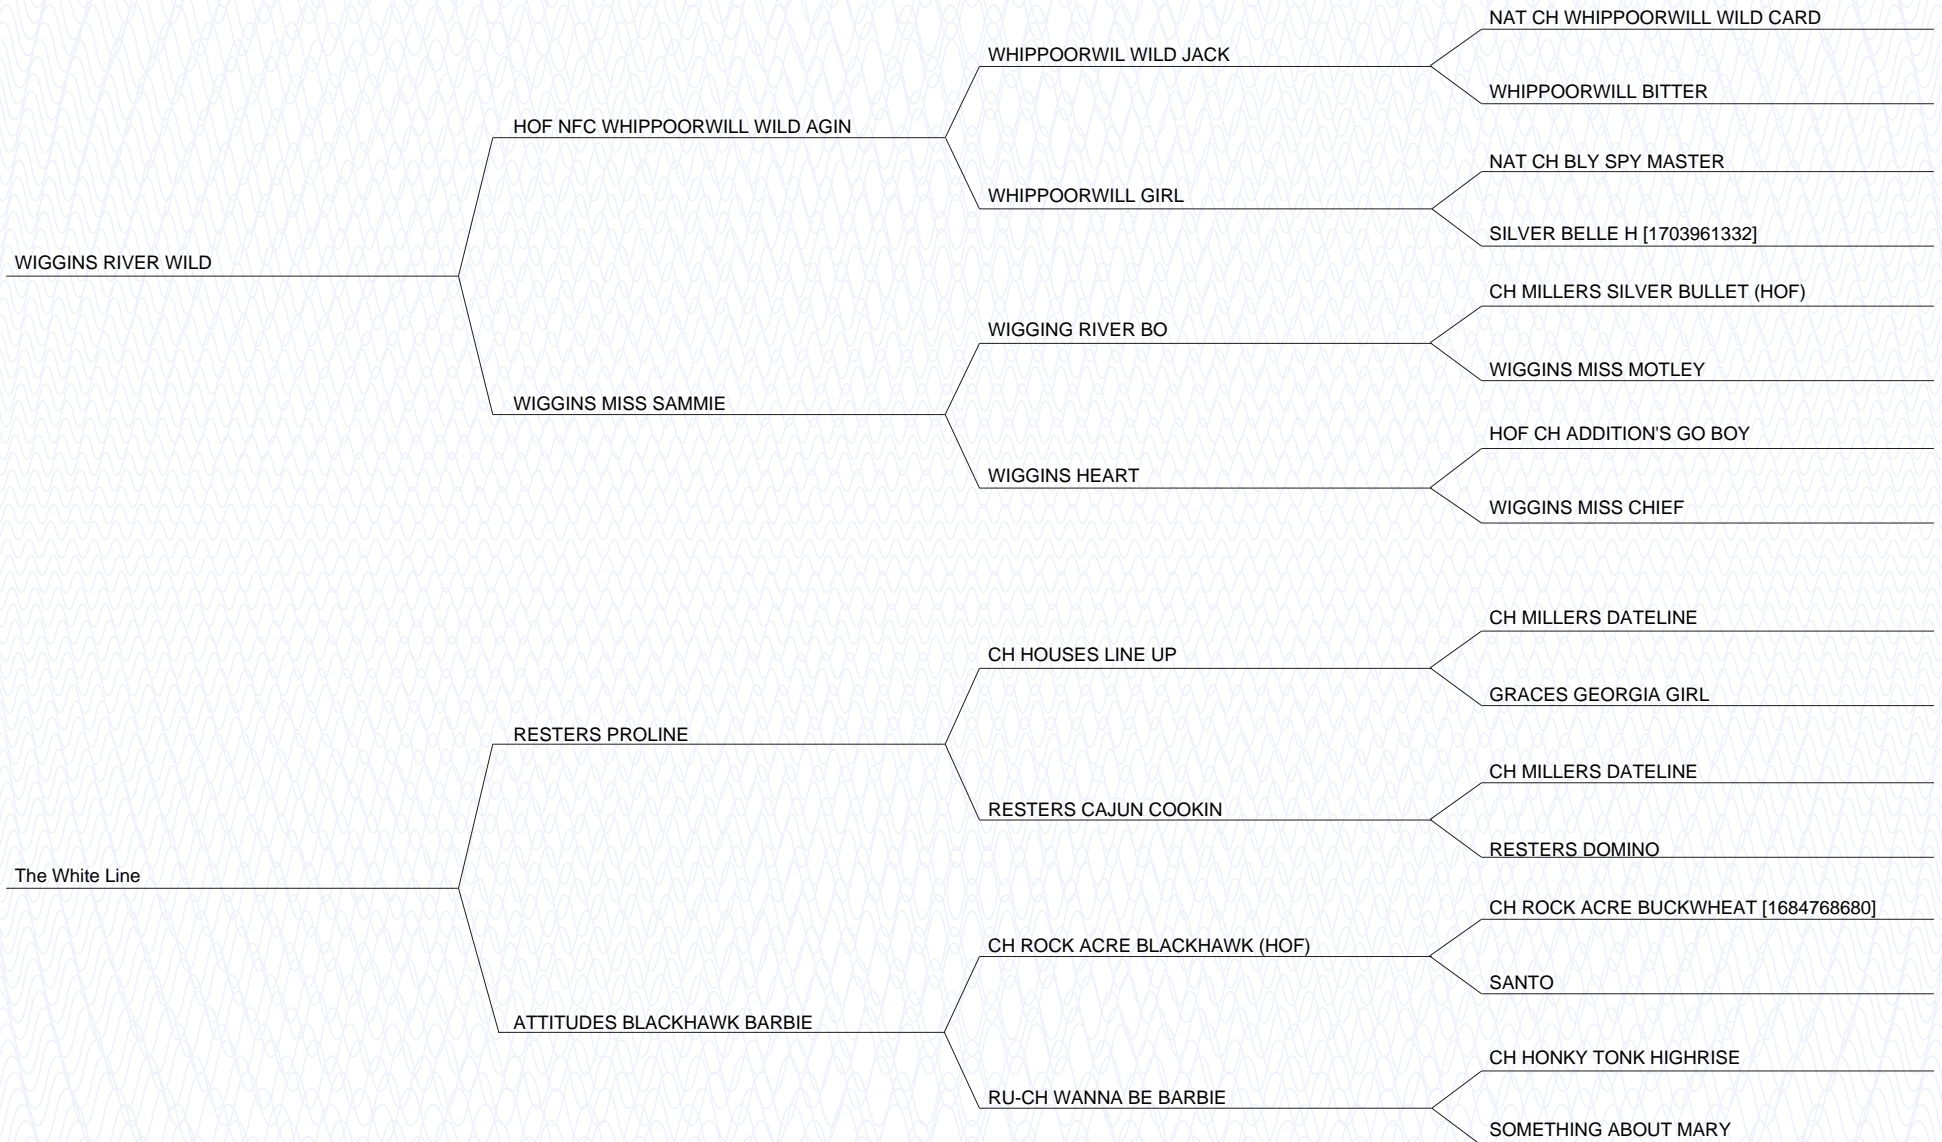 NAT CH WHIPPOORWILL WILD CARD
WHIPPOORWIL WILD JACK
WHIPPOORWILL BITTER
HOF NFC WHIPPOORWILL WILD AGIN
NAT CH BLY SPY MASTER
WHIPPOORWILL GIRL
SILVER BELLE H [1703961332]
WIGGINS RIVER WILD
CH MILLERS SILVER BULLET (HOF)
WIGGING RIVER BO
WIGGINS MISS MOTLEY
WIGGINS MISS SAMMIE
HOF CH ADDITION'S GO BOY
WIGGINS HEART
WIGGINS MISS CHIEF
CH MILLERS DATELINE
CH HOUSES LINE UP
GRACES GEORGIA GIRL
RESTERS PROLINE
CH MILLERS DATELINE
RESTERS CAJUN COOKIN
RESTERS DOMINO
The White Line
CH ROCK ACRE BUCKWHEAT [1684768680]
CH ROCK ACRE BLACKHAWK (HOF)
SANTO
ATTITUDES BLACKHAWK BARBIE
CH HONKY TONK HIGHRISE
RU-CH WANNA BE BARBIE
SOMETHING ABOUT MARY